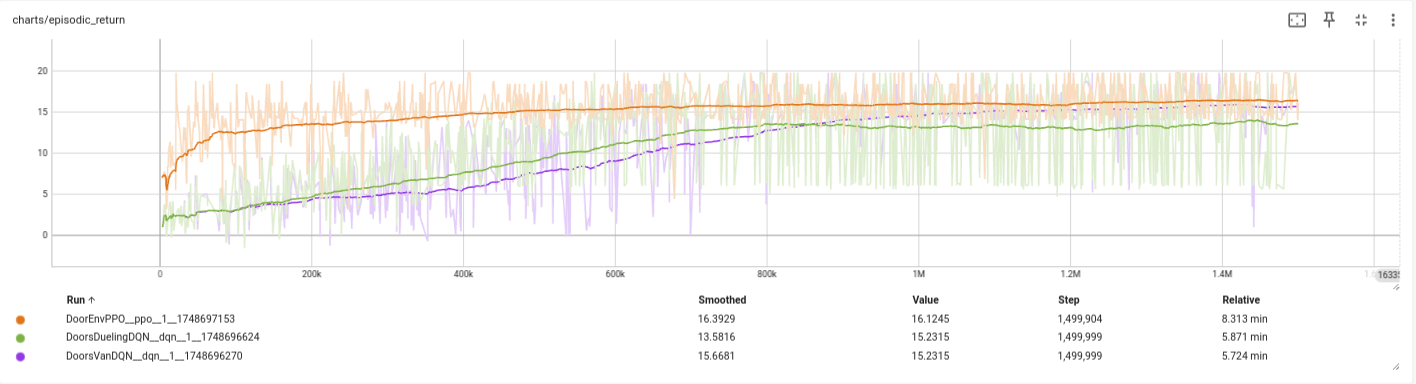 charts/episodic_return
20
15
10
5
0
0 200k 400k 600k 800k 1M 1.2M 1.4M
Run ↑ Smoothed Value Step Relative
DoorEnvPPO__ppo__1__1748697153 16.3929 16.1245 1,499,904 8.313 min
DoorsDuelingDQN__dqn__1__1748696624 13.5816 15.2315 1,499,999 5.871 min
DoorsVanDQN__dqn__1__1748696270 15.6681 15.2315 1,499,999 5.724 min